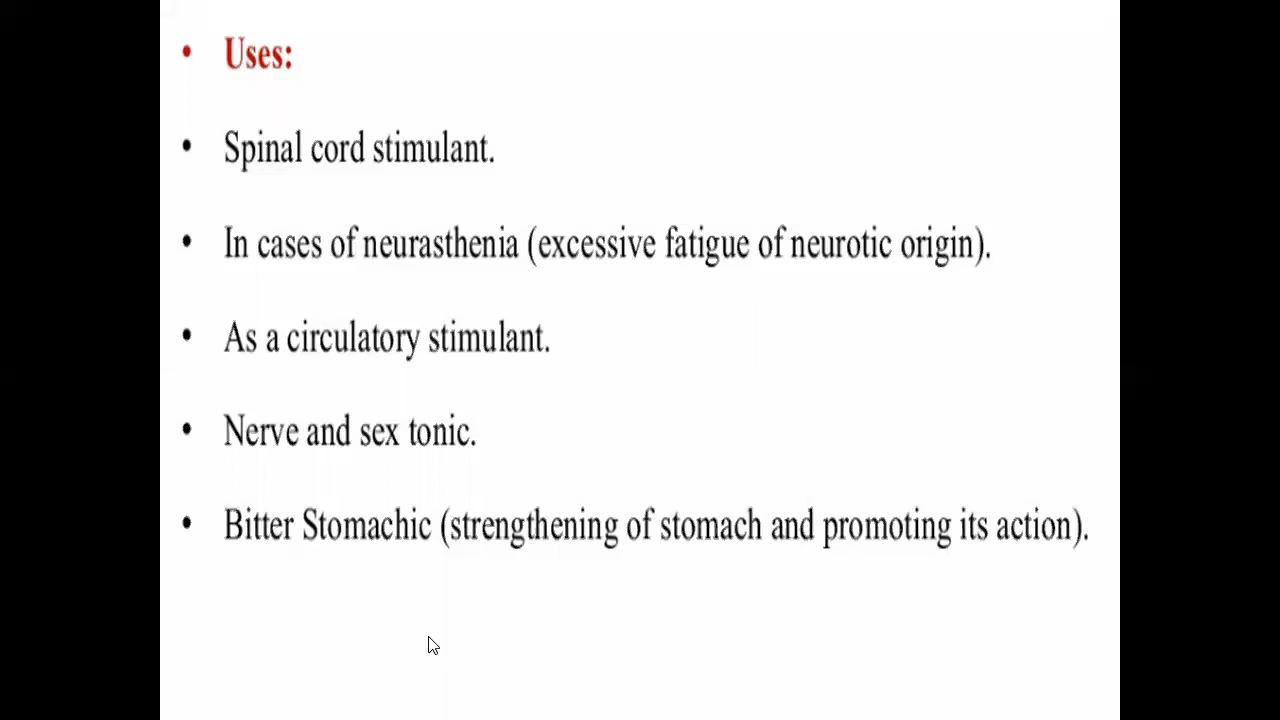 • Uses:
• Spinal cord stimulant.
• In cases of neurasthenia (excessive fatigue of neurotic origin).
• As a circulatory stimulant.
• Nerve and sex tonic.
• Bitter Stomachic (strengthening of stomach and promoting its action).